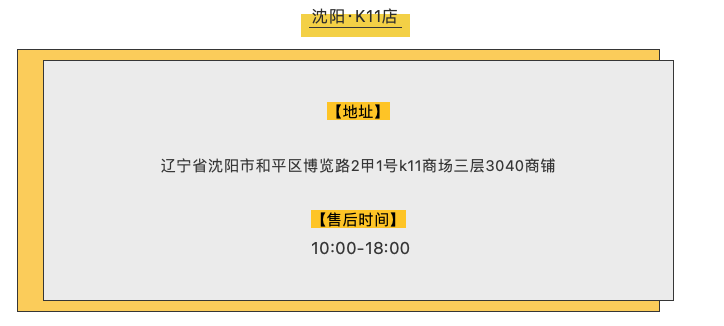 沈阳·K11店
【地址】
辽宁省沈阳市和平区博览路2甲1号k11商场三层3040商铺
【售后时间】
10:00-18:00